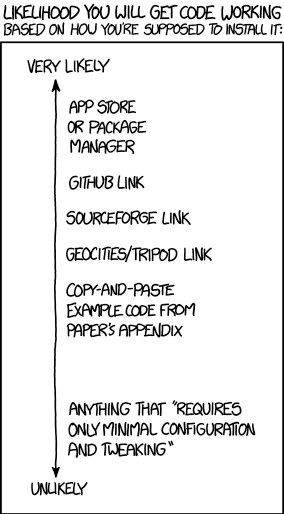 LIKELIHOOD YOU WILL GET CODE WORKING
BASED ON HOW YOU'RE SUPPOSED TO INSTALL IT:
VERY LIKELY
APP STORE
OR PACKAGE
MANAGER
GITHUB LINK
SOURCEFORGE LINK
GEOCITIES/TRIPOD LINK
COPY-AND-PASTE
EXAMPLE CODE FROM
PAPER'S APPENDIX
ANYTHING THAT "REQUIRES
ONLY MINIMAL CONFIGURATION
AND TWEAKING"
UNLIKELY